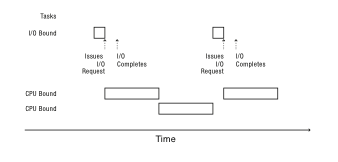 Tasks
I/O Bound
Issues I/O
I/O Completes
Request
Issues I/O
I/O Completes
Request
CPU Bound
CPU Bound
Time